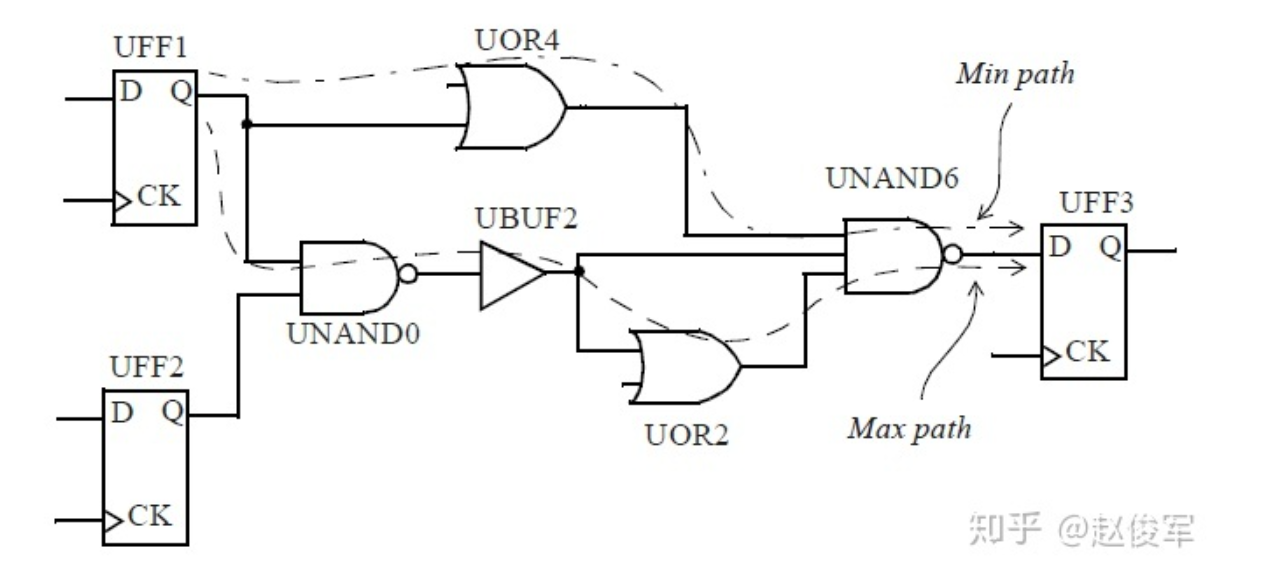 UFF1
D Q
CK
UOR4
Min path
UNAND6
UFF3
D Q
CK
UBUF2
UNAND0
UFF2
D Q
CK
UOR2
Max path
知乎 @赵俊军